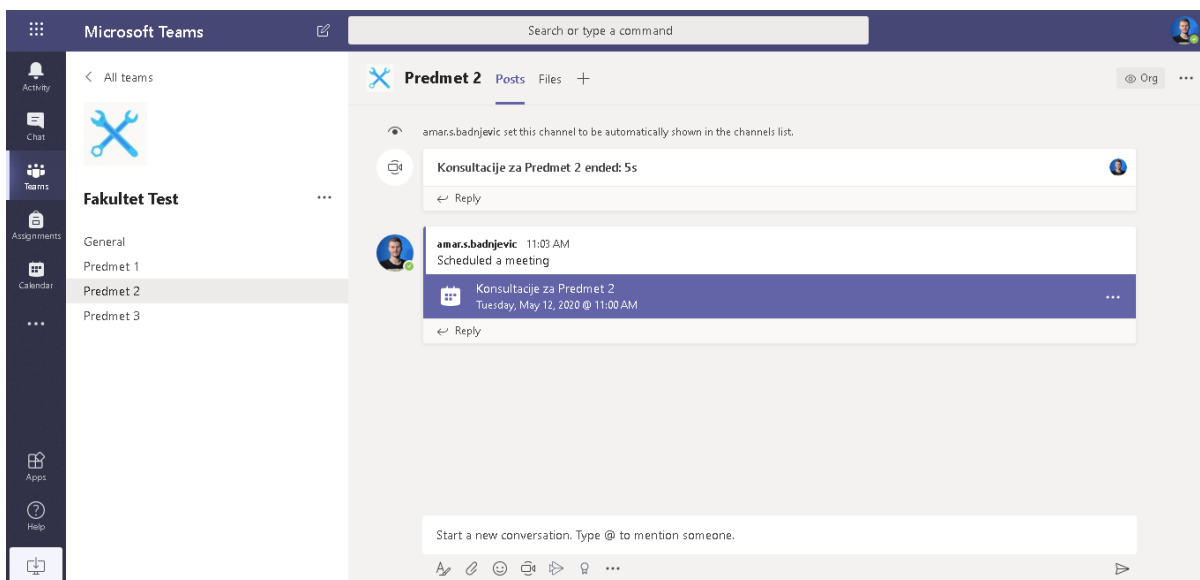 Microsoft Teams
Search or type a command
Activity
Chat
Teams
Assignments
Calendar
Apps
Help
All teams
Fakultet Test
General
Predmet 1
Predmet 2
Predmet 3
Predmet 2 Posts Files
Org
amar.s.badnjevic set this channel to be automatically shown in the channels list.
Konsultacije za Predmet 2 ended: 5s
Reply
amar.s.badnjevic 11:03 AM
Scheduled a meeting
Konsultacije za Predmet 2
Tuesday, May 12, 2020 @ 11:00 AM
Reply
Start a new conversation. Type @ to mention someone.